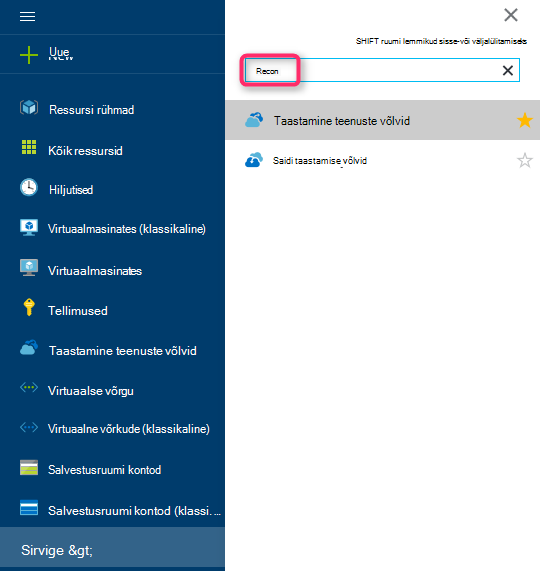 Uue
Ressursi rühmad
Kõik ressursid
Hiljutised
Virtuaalmasinates (klassikaline)
Virtuaalmasinates
Tellimused
Taastamine teenuste võlvid
Virtuaalse võrgu
Virtuaalne võrkude (klassikaline)
Salvestusruumi kontod
Salvestusruumi kontod (klassi. ...
Sirvige &gt;
SHIFT ruumi lemmikud sisse-või väljalülitamiseks
Recon
Taastamine teenuste võlvid
Saidi taastamise võlvid